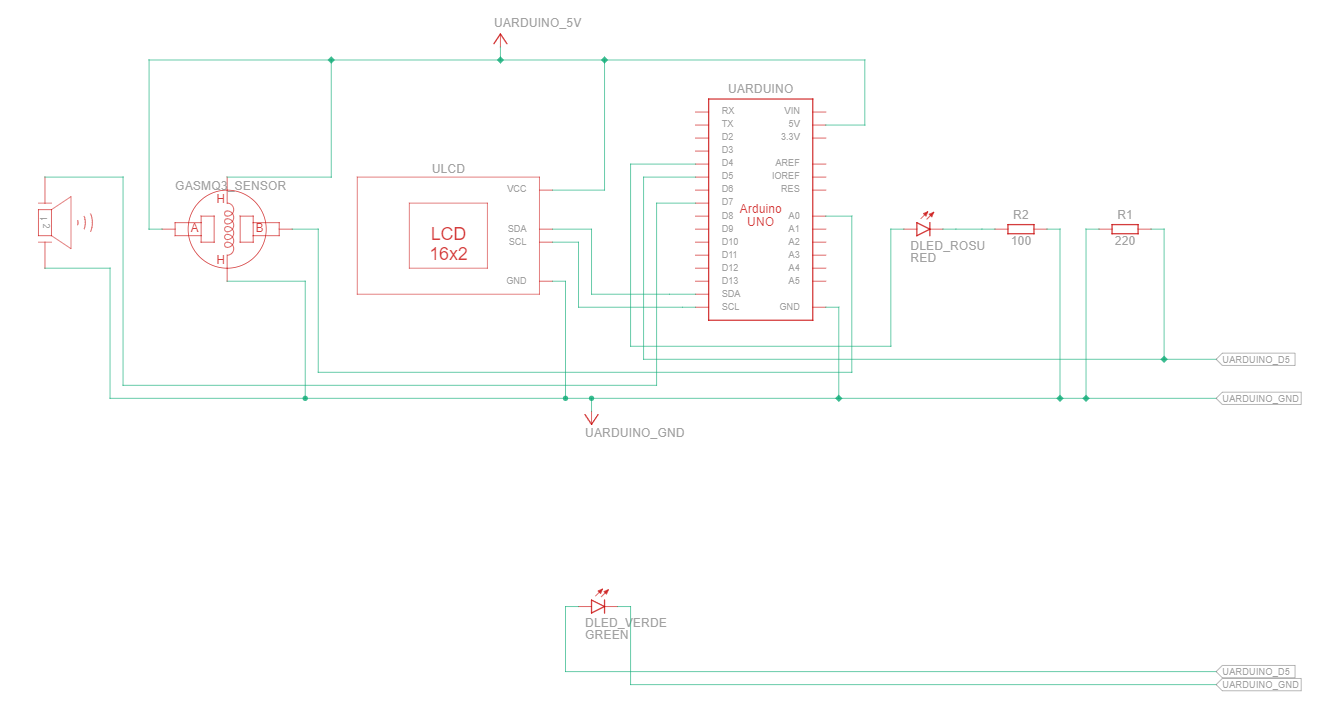 UARDUINO_5V
UARDUINO
RX
VIN
TX
5V
D2
3.3V
D3
D4
AREF
D5
IOREF
D6
RES
D7
D8
A0
D9
A1
D10
A2
D11
A3
D12
A4
D13
A5
SDA
SCL
GND
Arduino
UNO
ULCD
VCC
SDA
SCL
GND
LCD
16x2
GASMQ3_SENSOR
H
A
B
H
1 2
DLED_ROSU
RED
R2
100
R1
220
UARDUINO_D5
UARDUINO_GND
UARDUINO_GND
DLED_VERDE
GREEN
UARDUINO_D5
UARDUINO_GND